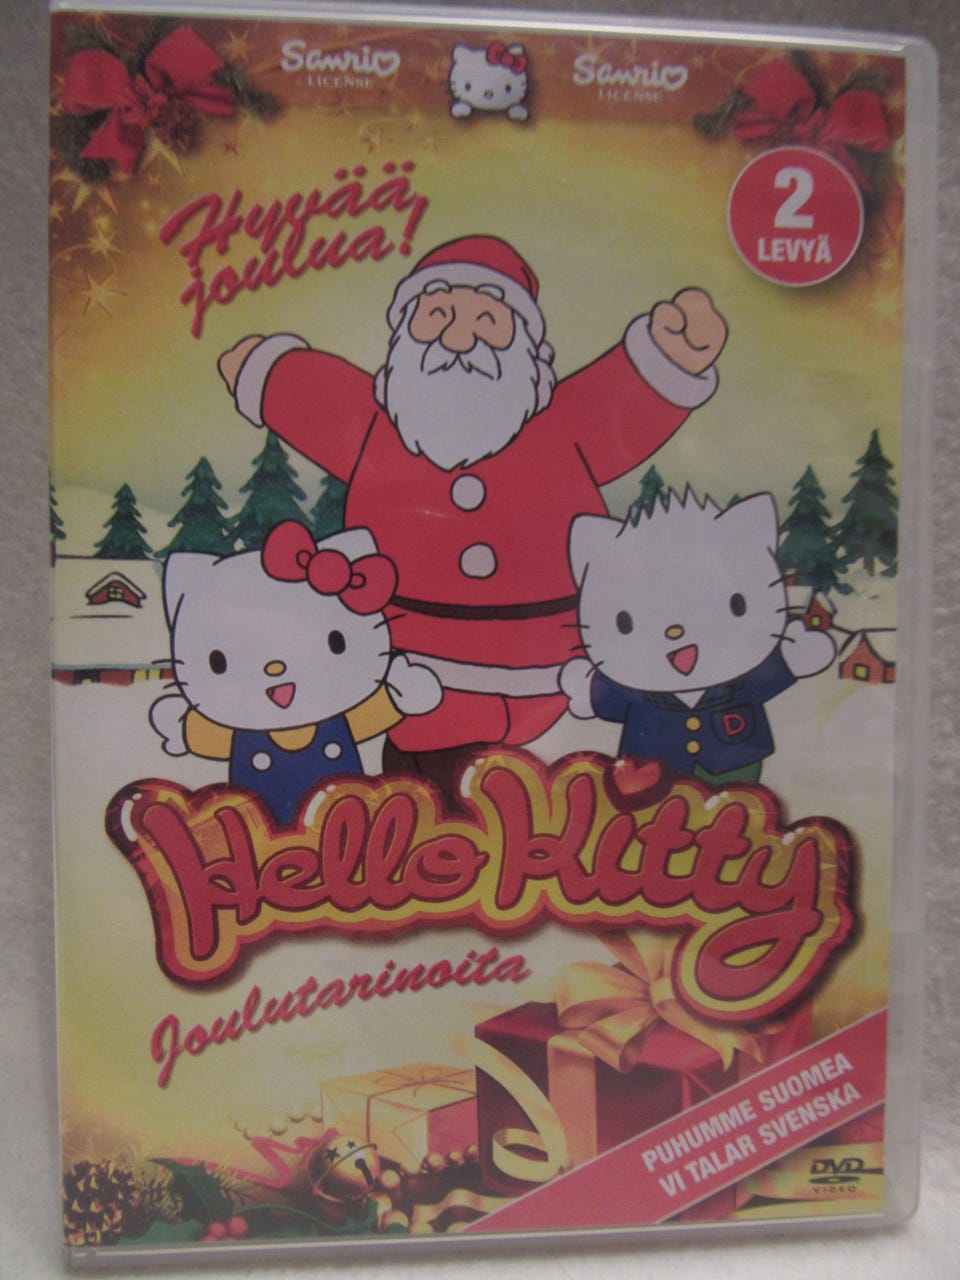 Sanrio
LICENSE
Sanrio
LICENSE
Hyvää
joulua!
2
LEVYÄ
D
Hello Kitty
Joulutarinoita
PUHUMME SUOMEA
VI TALAR SVENSKA
DVD
VIDEO